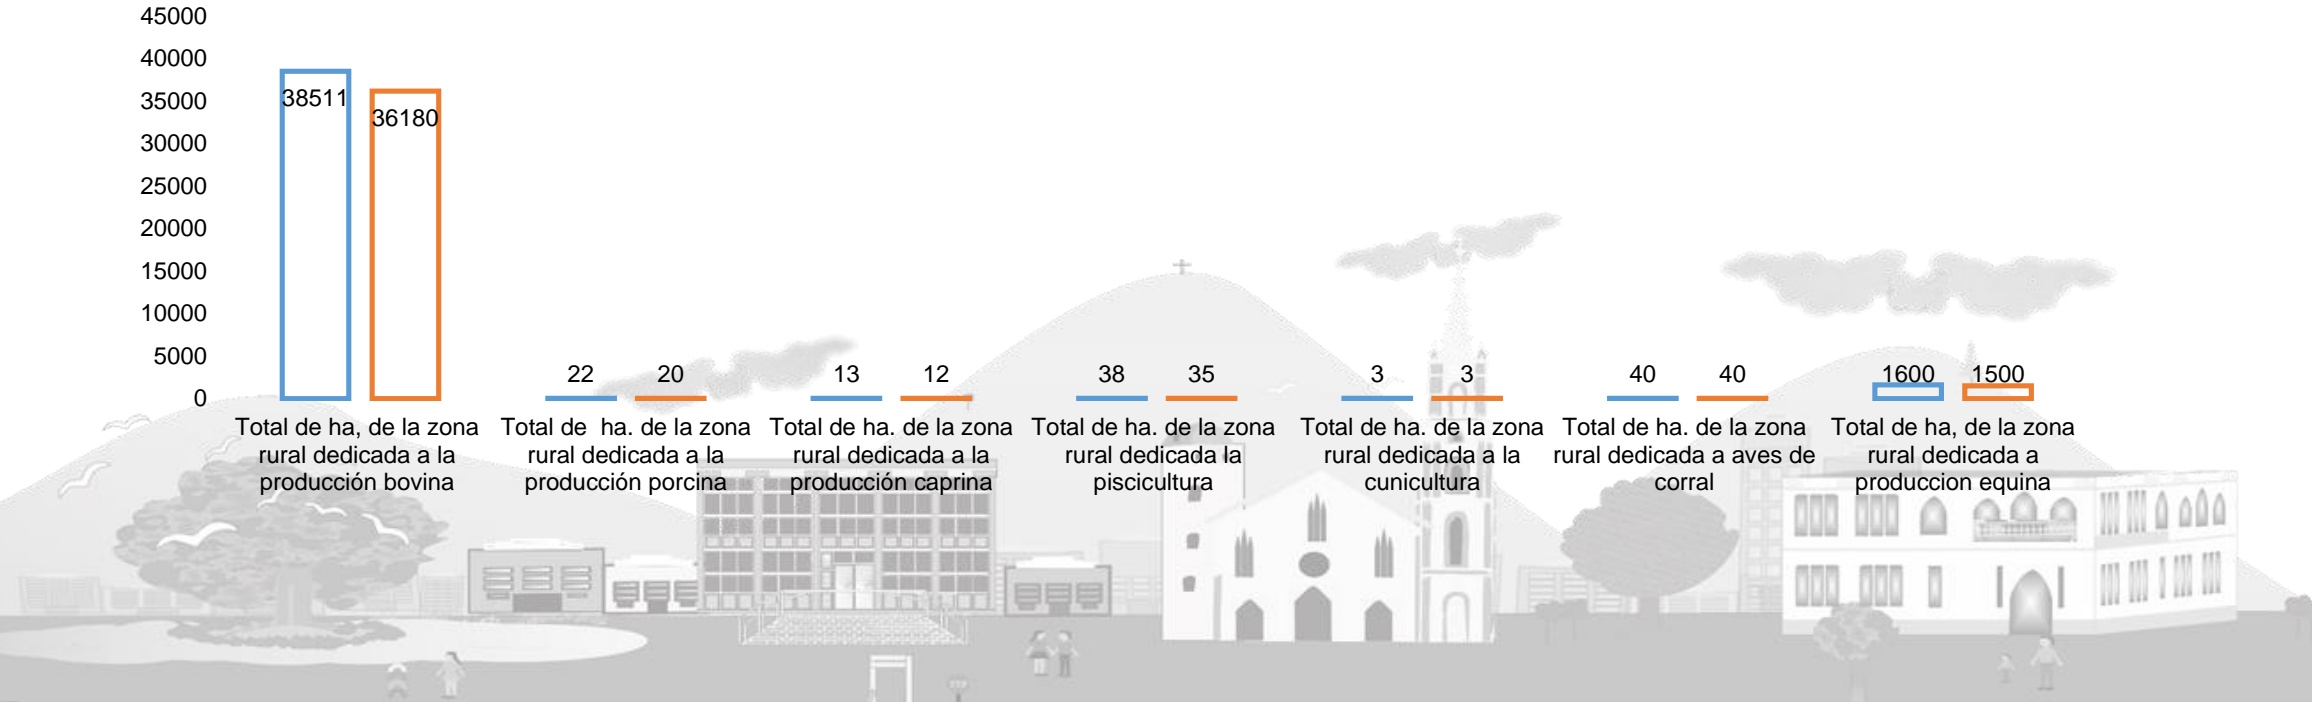 45000
40000
35000
30000
25000
20000
15000
10000
5000
0
38511
36180
22 20
13 12
38 35
3 3
40 40
1600 1500
Total de ha, de la zona
rural dedicada a la
producción bovina
Total de  ha. de la zona
rural dedicada a la
producción porcina
Total de ha. de la zona
rural dedicada a la
producción caprina
Total de ha. de la zona
rural dedicada la
piscicultura
Total de ha. de la zona
rural dedicada a la
cunicultura
Total de ha. de la zona
rural dedicada a aves de
corral
Total de ha, de la zona
rural dedicada a
produccion equina